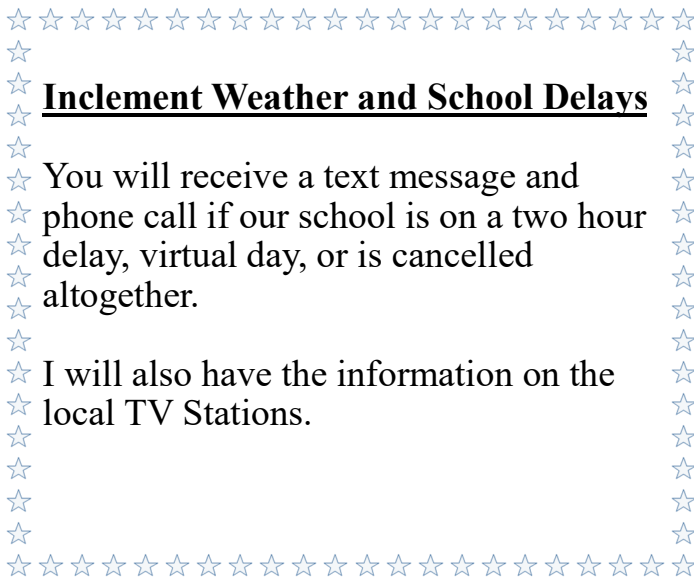 Inclement Weather and School Delays
You will receive a text message and
phone call if our school is on a two hour
delay, virtual day, or is cancelled
altogether.
I will also have the information on the
local TV Stations.